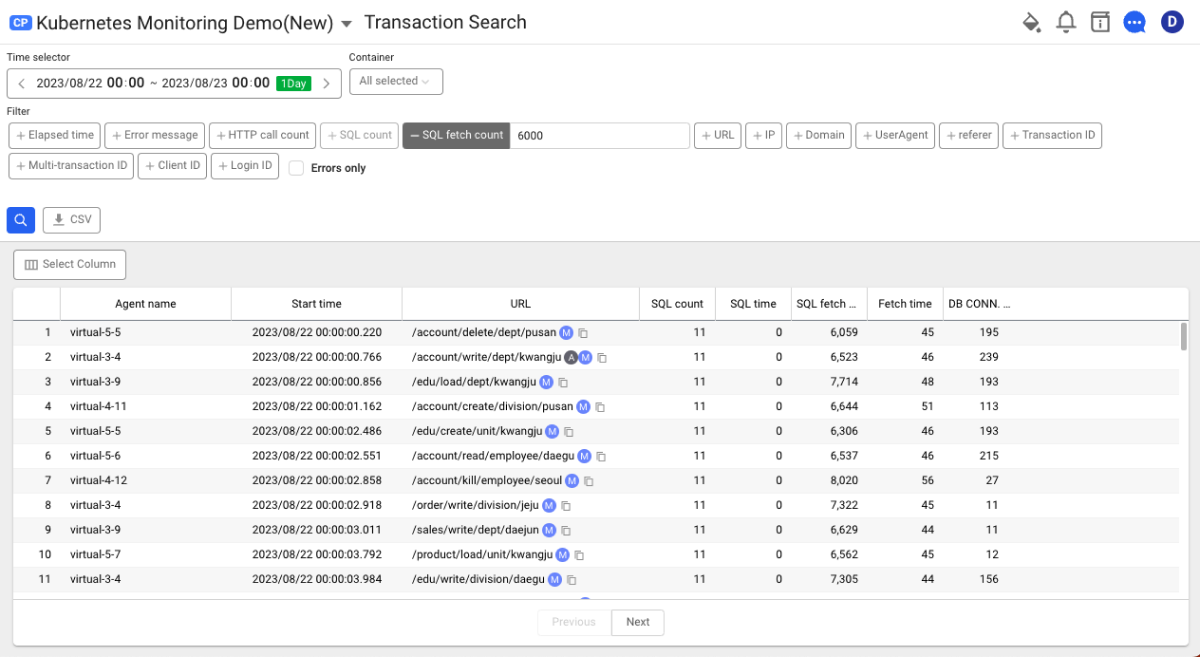 CP Kubernetes Monitoring Demo(New) Transaction Search D
Time selector Container
2023/08/22 00:00 ~ 2023/08/23 00:00 1Day All selected
Filter
+ Elapsed time + Error message + HTTP call count + SQL count − SQL fetch count 6000 + URL + IP + Domain + UserAgent + referer + Transaction ID
+ Multi-transaction ID + Client ID + Login ID Errors only
CSV
Select Column
Agent name Start time URL SQL count SQL time SQL fetch ... Fetch time DB CONN. ...
1 virtual-5-5 2023/08/22 00:00:00.220 /account/delete/dept/pusan M 11 0 6,059 45 195
2 virtual-3-4 2023/08/22 00:00:00.766 /account/write/dept/kwangju A M 11 0 6,523 46 239
3 virtual-3-9 2023/08/22 00:00:00.856 /edu/load/dept/kwangju M 11 0 7,714 48 193
4 virtual-4-11 2023/08/22 00:00:01.162 /account/create/division/pusan M 11 0 6,644 51 113
5 virtual-5-5 2023/08/22 00:00:02.486 /edu/create/unit/kwangju M 11 0 6,306 46 193
6 virtual-5-6 2023/08/22 00:00:02.551 /account/read/employee/daegu M 11 0 6,537 46 215
7 virtual-4-12 2023/08/22 00:00:02.858 /account/kill/employee/seoul M 11 0 8,020 56 27
8 virtual-3-4 2023/08/22 00:00:02.918 /order/write/division/jeju M 11 0 7,322 45 11
9 virtual-3-9 2023/08/22 00:00:03.011 /sales/write/dept/daejun M 11 0 6,629 44 11
10 virtual-5-7 2023/08/22 00:00:03.792 /product/load/unit/kwangju M 11 0 6,562 45 12
11 virtual-3-4 2023/08/22 00:00:03.984 /edu/write/division/daegu M 11 0 7,305 44 156
Previous Next